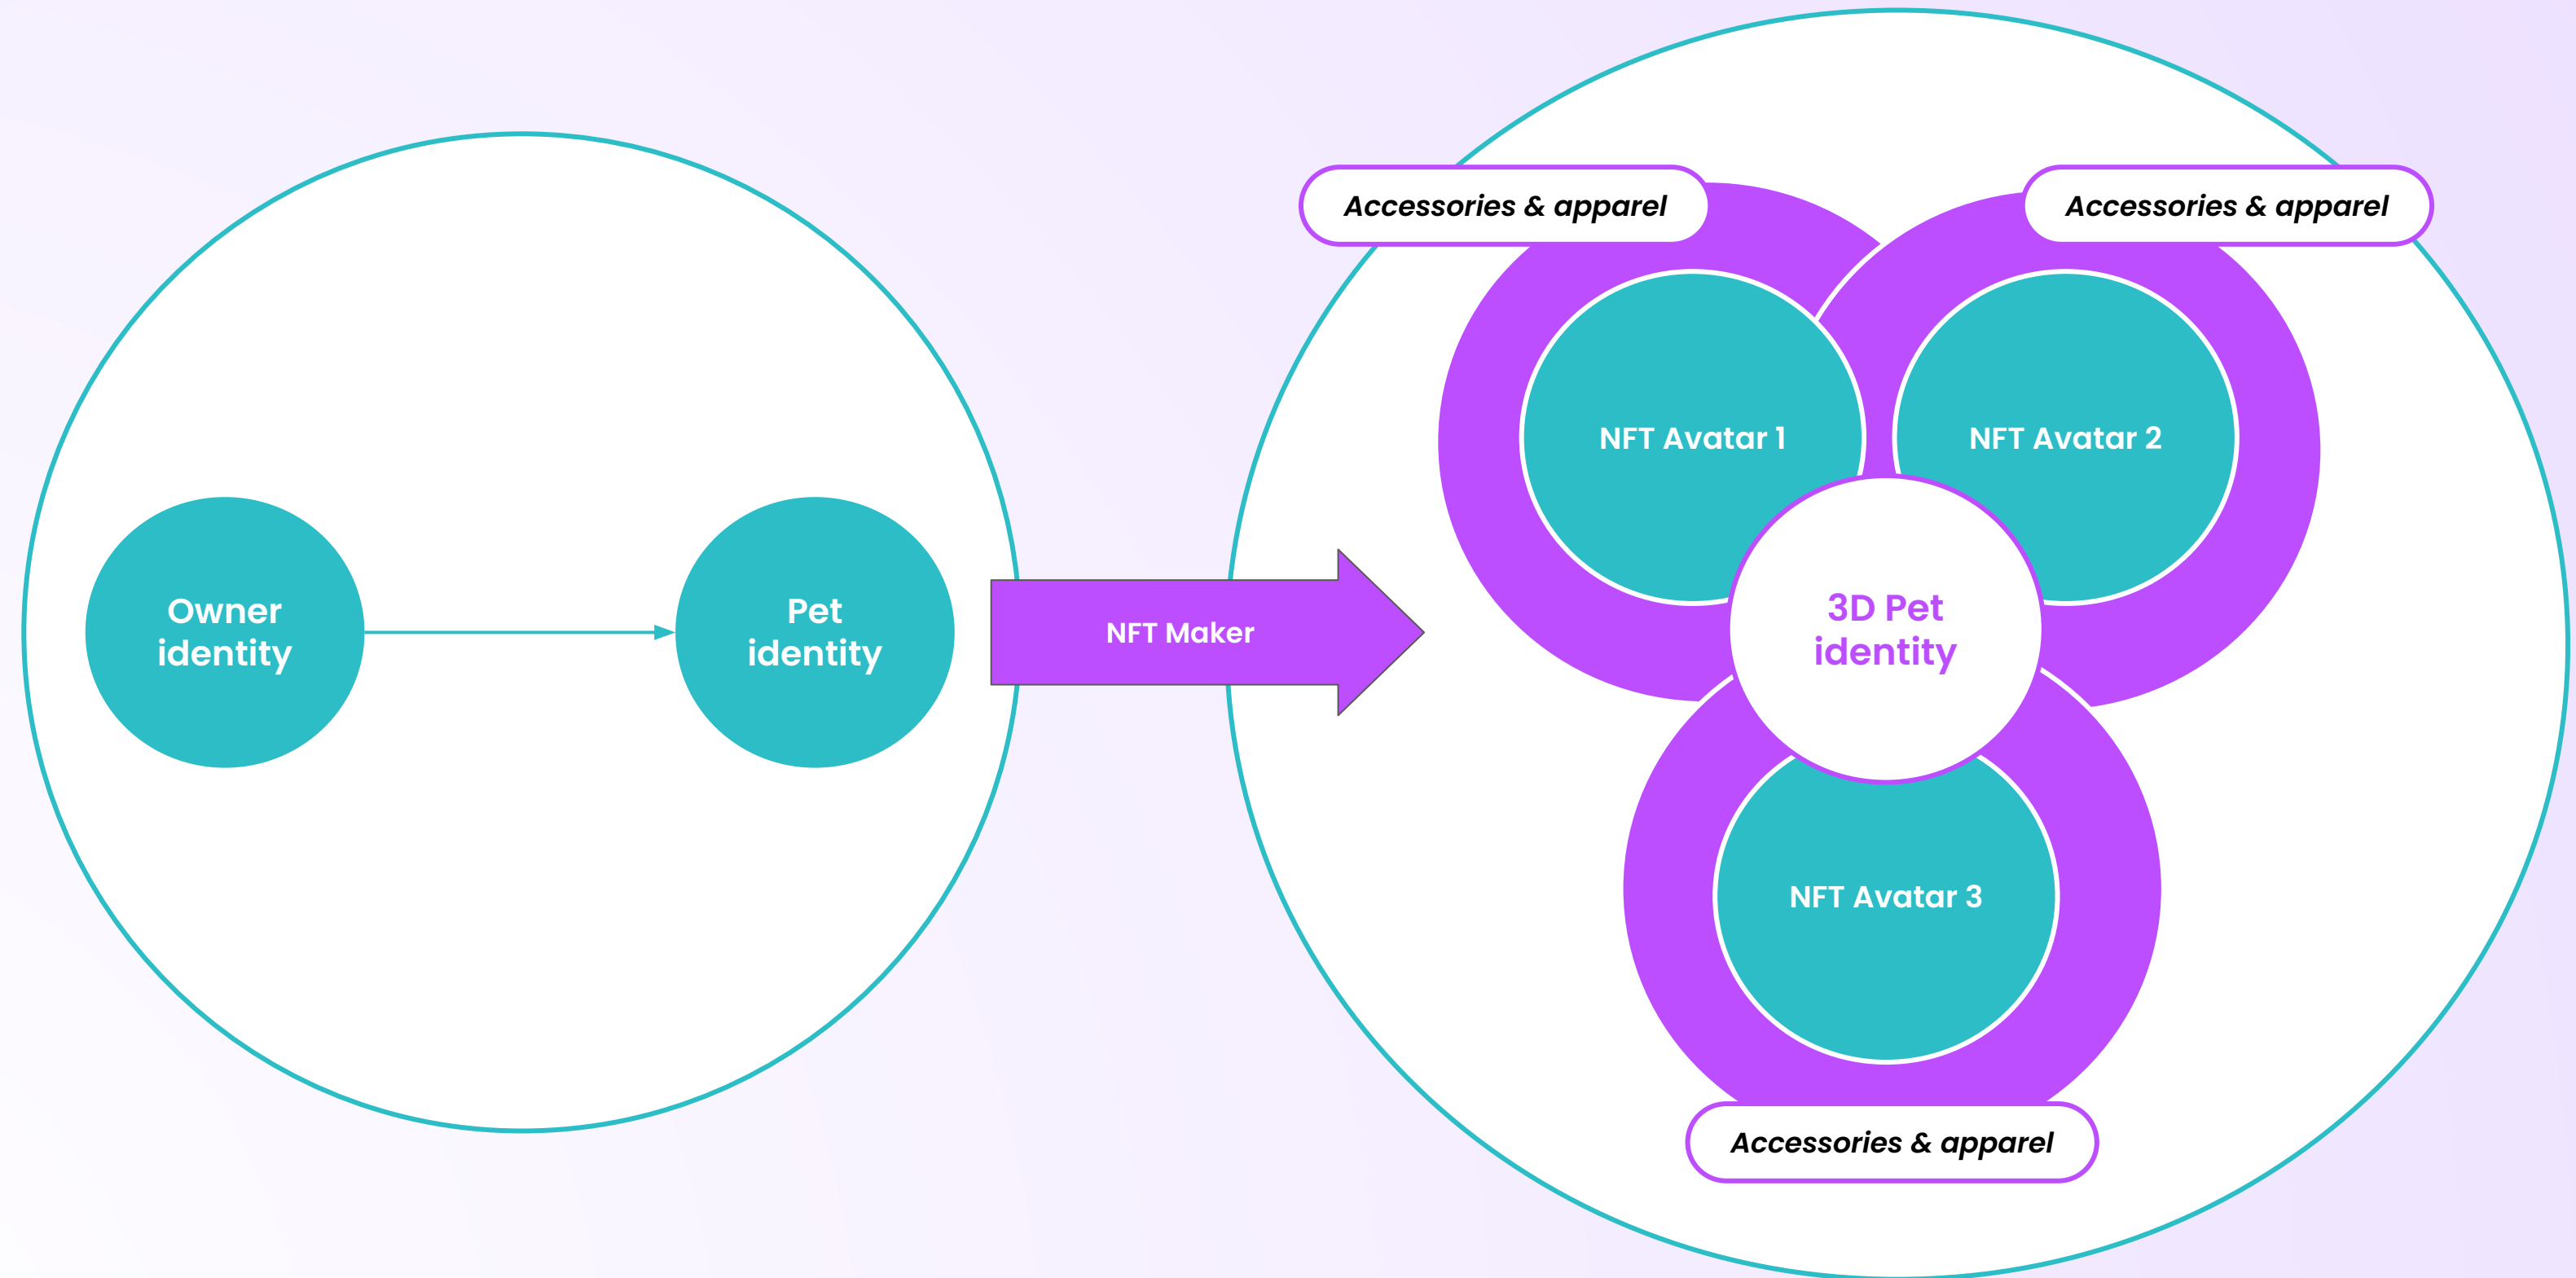 Owner
identity
Pet
identity
NFT Maker
Accessories & apparel
Accessories & apparel
NFT Avatar 1
NFT Avatar 2
3D Pet
identity
NFT Avatar 3
Accessories & apparel